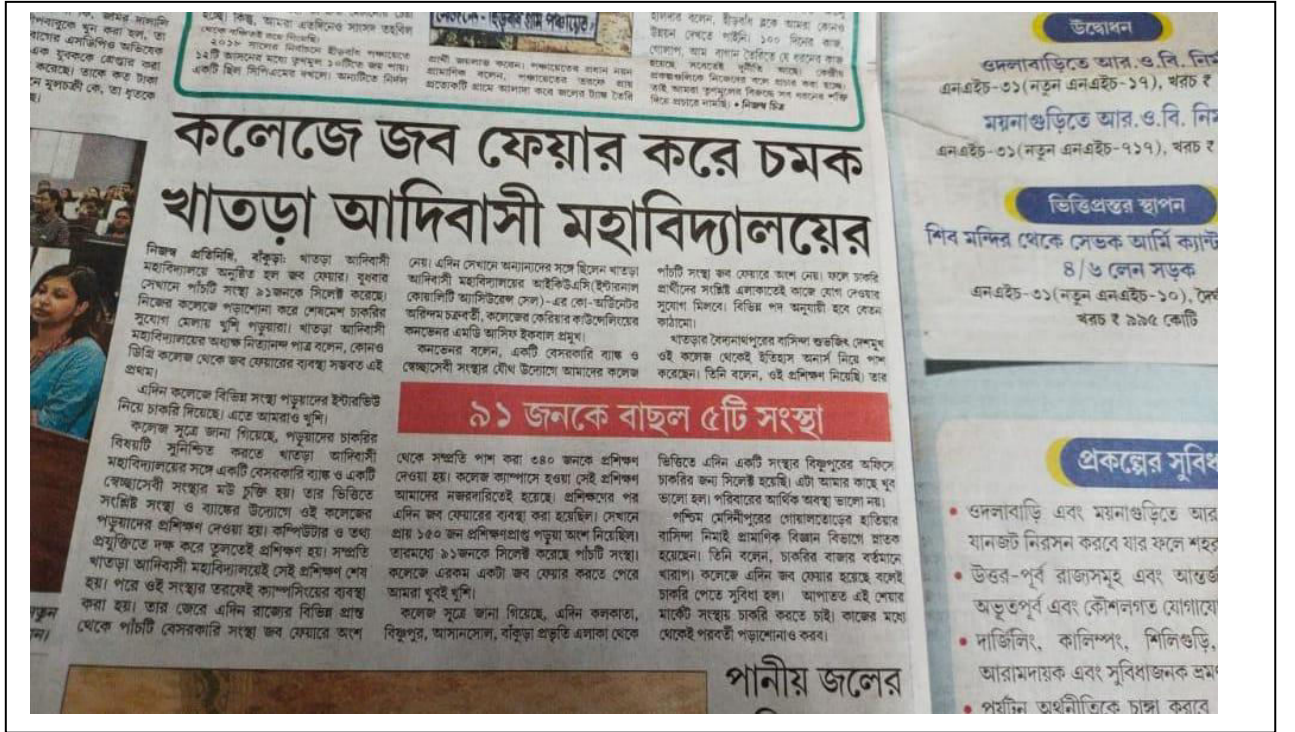 কলেজে জব ফেয়ার করে চমক
খাতড়া আদিবাসী মহাবিদ্যালয়ের
নিজস্ব প্রতিনিধি, বাঁকুড়া: খাতড়া আদিবাসী
মহাবিদ্যালয়ে অনুষ্ঠিত হল জব ফেয়ার। বুধবার
সেখানে পাঁচটি সংস্থা ৯১জনকে সিলেক্ট করেছে।
নিজের কলেজে পড়াশোনা করে শেষমেশ চাকরির
সুযোগ মেলায় খুশি পড়ুয়ারা। খাতড়া আদিবাসী
মহাবিদ্যালয়ের অধ্যক্ষ নিত্যানন্দ পাত্র বলেন, কোনও
ডিগ্রি কলেজ থেকে জব ফেয়ারের ব্যবস্থা সম্ভবত এই
প্রথম।
এদিন কলেজে বিভিন্ন সংস্থা পড়ুয়াদের ইন্টারভিউ
নিয়ে চাকরি দিয়েছে। এতে আমরাও খুশি।
কলেজ সূত্রে জানা গিয়েছে, পড়ুয়াদের চাকরির
বিষয়টি সুনিশ্চিত করতে খাতড়া আদিবাসী
মহাবিদ্যালয়ের সঙ্গে একটি বেসরকারি ব্যাঙ্ক ও একটি
স্বেচ্ছাসেবী সংস্থার মউ চুক্তি হয়। তার ভিত্তিতে
সংশ্লিষ্ট সংস্থা ও ব্যাঙ্কের উদ্যোগে ওই কলেজের
পড়ুয়াদের প্রশিক্ষণ দেওয়া হয়। কম্পিউটার ও তথ্য
প্রযুক্তিতে দক্ষ করে তুলতেই প্রশিক্ষণ হয়। সম্প্রতি
খাতড়া আদিবাসী মহাবিদ্যালয়েই সেই প্রশিক্ষণ শেষ
হয়। পরে ওই সংস্থার তরফেই ক্যাম্পসিংয়ের ব্যবস্থা
করা হয়। তার জেরে এদিন রাজ্যের বিভিন্ন প্রান্ত
থেকে পাঁচটি বেসরকারি সংস্থা জব ফেয়ারে অংশ
নেয়। এদিন সেখানে অন্যান্যদের সঙ্গে ছিলেন খাতড়া
আদিবাসী মহাবিদ্যালয়ের আইকিউএসি(ইন্টারনাল
কোয়ালিটি অ্যাসিউরেন্স সেল)-এর কো-অর্ডিনেটর
অরিন্দম চক্রবর্তী, কলেজের কেরিয়ার কাউন্সেলিংয়ের
কনভেনর এমডি আসিফ ইকবাল প্রমুখ।
কনভেনর বলেন, একটি বেসরকারি ব্যাঙ্ক ও
স্বেচ্ছাসেবী সংস্থার যৌথ উদ্যোগে আমাদের কলেজ
৯১ জনকে বাছল ৫টি সংস্থা
থেকে সম্প্রতি পাশ করা ৩৪০ জনকে প্রশিক্ষণ
দেওয়া হয়। কলেজ ক্যাম্পাসে হওয়া সেই প্রশিক্ষণ
আমাদের নজরদারিতেই হয়েছে। প্রশিক্ষণের পর
এদিন জব ফেয়ারের ব্যবস্থা করা হয়েছিল। সেখানে
প্রায় ১৫০ জন প্রশিক্ষণপ্রাপ্ত পড়ুয়া অংশ নিয়েছিল।
তারমধ্যে ৯১জনকে সিলেক্ট করেছে পাঁচটি সংস্থা।
কলেজে এরকম একটা জব ফেয়ার করতে পেরে
আমরা খুবই খুশি।
কলেজ সূত্রে জানা গিয়েছে, এদিন কলকাতা,
বিষ্ণুপুর, আসানসোল, বাঁকুড়া প্রভৃতি এলাকা থেকে
পাঁচটি সংস্থা জব ফেয়ারে অংশ নেয়। ফলে চাকরি
প্রার্থীদের সংশ্লিষ্ট এলাকাতেই কাজে যোগ দেওয়ার
সুযোগ মিলবে। বিভিন্ন পদ অনুযায়ী হবে বেতন
কাঠামো।
খাতড়ার বৈদ্যনাথপুরের বাসিন্দা শুভজিৎ দেশমুখ
ওই কলেজ থেকেই ইতিহাস অনার্স নিয়ে পাশ
করেছেন। তিনি বলেন, ওই প্রশিক্ষণ নিয়েছি। তার
ভিত্তিতে এদিন একটি সংস্থার বিষ্ণুপুরের অফিসে
চাকরির জন্য সিলেক্ট হয়েছি। এটা আমার কাছে খুব
ভালো হল। পরিবারের আর্থিক অবস্থা ভালো নয়।
পশ্চিম মেদিনীপুরের গোয়ালতোড়ের হাতিয়ার
বাসিন্দা নিমাই প্রামাণিক বিজ্ঞান বিভাগে স্নাতক
হয়েছেন। তিনি বলেন, চাকরির বাজার বর্তমানে
খারাপ। কলেজে এদিন জব ফেয়ার হয়েছে বলেই
চাকরি পেতে সুবিধা হল। আপাতত এই শেয়ার
মার্কেট সংস্থায় চাকরি করতে চাই। কাজের মধ্যে
থেকেই পরবর্তী পড়াশোনাও করব।
পানীয় জলের
উদ্বোধন
ওদলাবাড়িতে আর.ও.বি.
এনএইচ-৩১(নতুন এনএইচ-১৭), খরচ ₹
ময়নাগুড়িতে আর.ও.বি.
এনএইচ-৩১(নতুন এনএইচ-৭১৭), খরচ ₹
ভিত্তিপ্রস্তর স্থাপন
শিব মন্দির থেকে সেভক আর্মি
৪/৬ লেন সড়ক
এনএইচ-৩১(নতুন এনএইচ-১০),
খরচ ₹ ৯৯৫ কোটি
প্রকল্পের
• ওদলাবাড়ি এবং ময়নাগুড়িতে আর
যানজট নিরসন করবে যার ফলে
• উত্তর-পূর্ব রাজ্যসমূহ এবং
অভূতপূর্ব এবং কৌশলগত
• দার্জিলিং, কালিম্পং, শিলিগুড়ি,
আরামদায়ক এবং সুবিধাজনক
• পর্যটন অর্থনীতিকে চাঙ্গা করবে